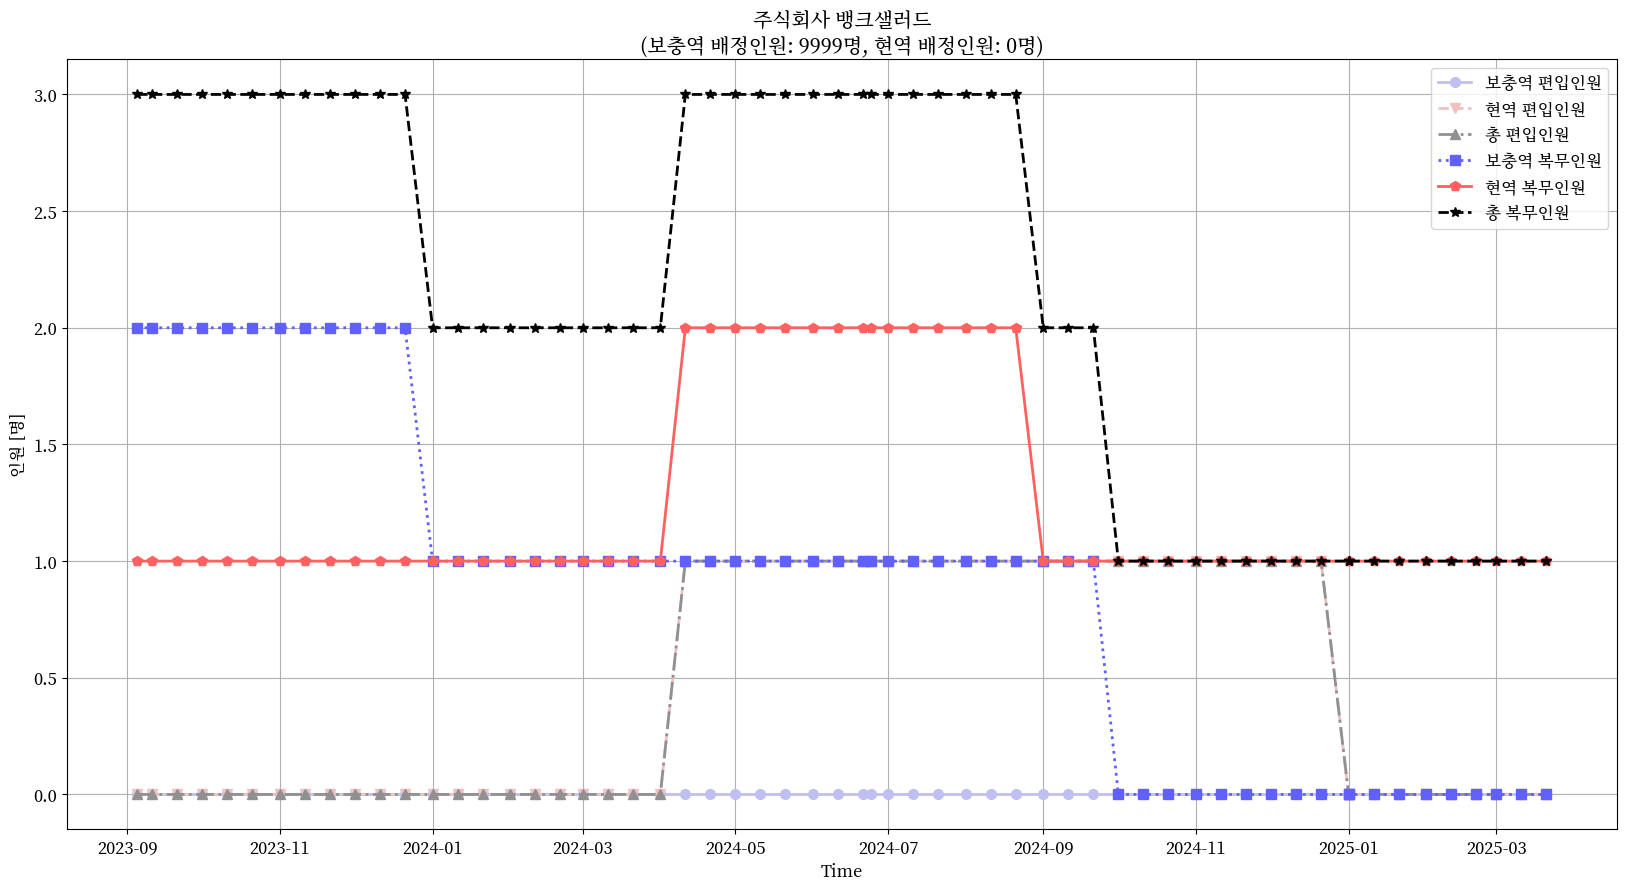 주식회사 뱅크샐러드
(보충역 배정인원: 9999명, 현역 배정인원: 0명)
보충역 편입인원
현역 편입인원
총 편입인원
보충역 복무인원
현역 복무인원
총 복무인원
인원 [명]
3.0
2.5
2.0
1.5
1.0
0.5
0.0
2023-09
2023-11
2024-01
2024-03
2024-05
2024-07
2024-09
2024-11
2025-01
2025-03
Time